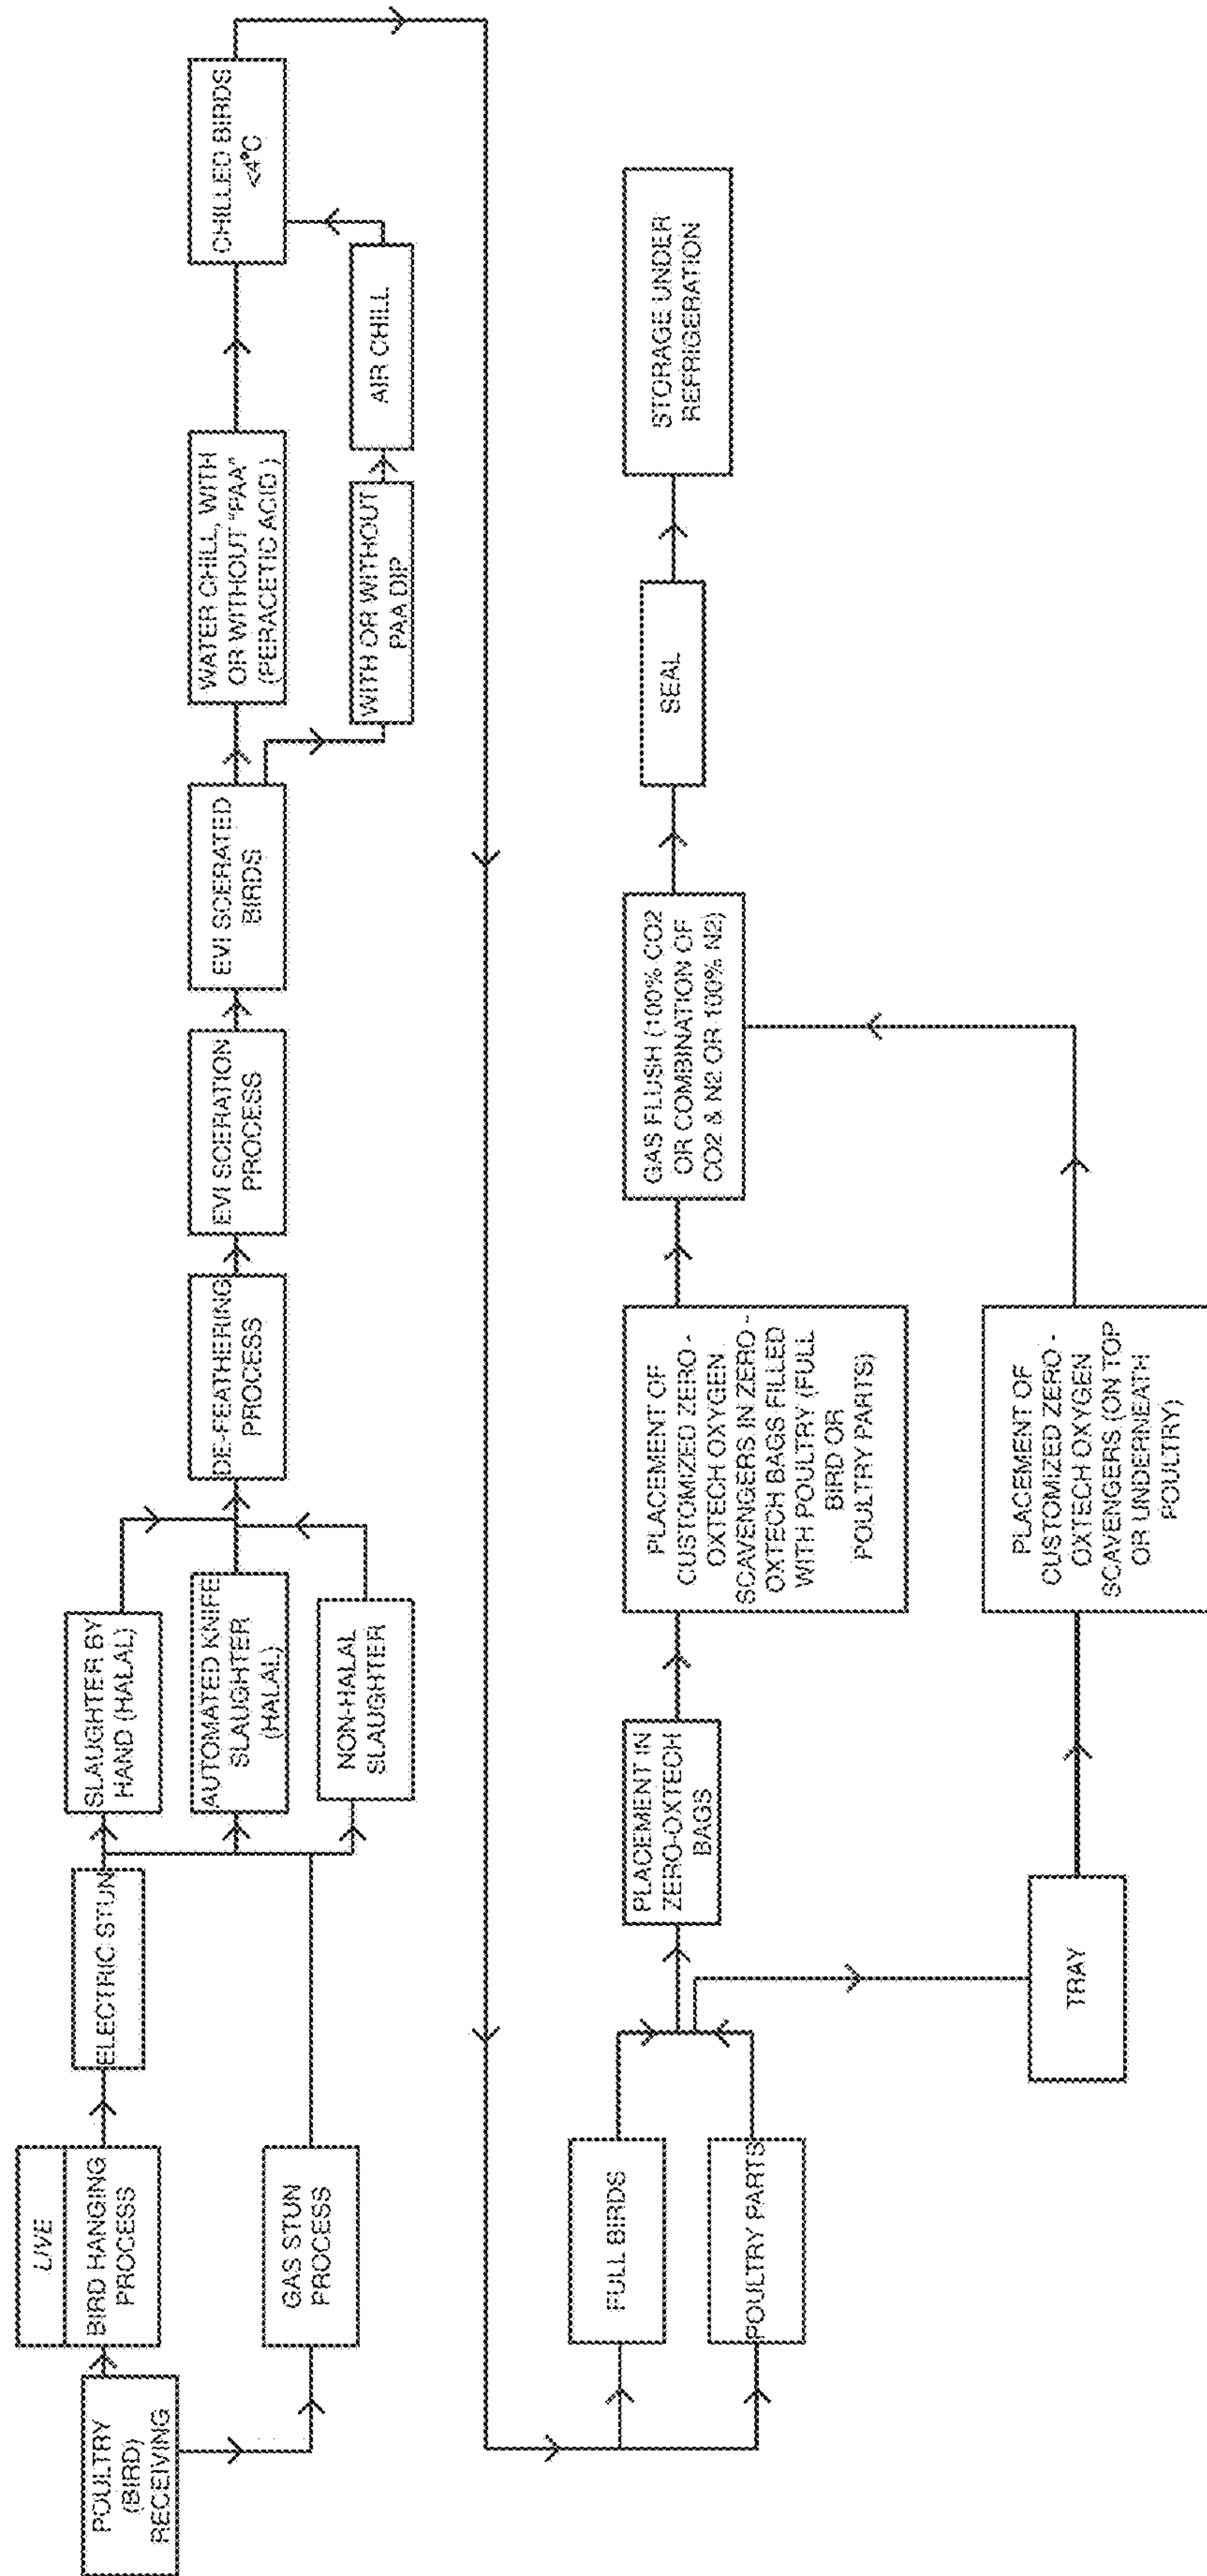 POULTRY
(BIRD)
RECEIVING
LIVE
BIRD HANGING
PROCESS
GAS STUN
PROCESS
ELECTRIC STUN
SLAUGHTER BY
HAND (HALAL)
AUTOMATED KNIFE
SLAUGHTER
(HALAL)
NON-HALAL
SLAUGHTER
DE-FEATHERING
PROCESS
EVI SCERATION
PROCESS
EVI SCERATED
BIRDS
WATER CHILL, WITH
OR WITHOUT "PAA"
(PERACETIC ACID )
WITH OR WITHOUT
PAA DIP
AIR CHILL
CHILLED BIRDS
<4°C
FULL BIRDS
POULTRY PARTS
PLACEMENT IN
ZERO-OXTECH
BAGS
TRAY
PLACEMENT OF
CUSTOMIZED ZERO -
OXTECH OXYGEN
SCAVENGERS IN ZERO -
OXTECH BAGS FILLED
WITH POULTRY (FULL
BIRD OR
POULTRY PARTS)
PLACEMENT OF
CUSTOMIZED ZERO -
OXTECH OXYGEN
SCAVENGERS (ON TOP
OR UNDERNEATH
POULTRY)
GAS FLUSH (100% CO2
OR COMBINATION OF
CO2 & N2 OR 100% N2)
SEAL
STORAGE UNDER
REFRIGERATION